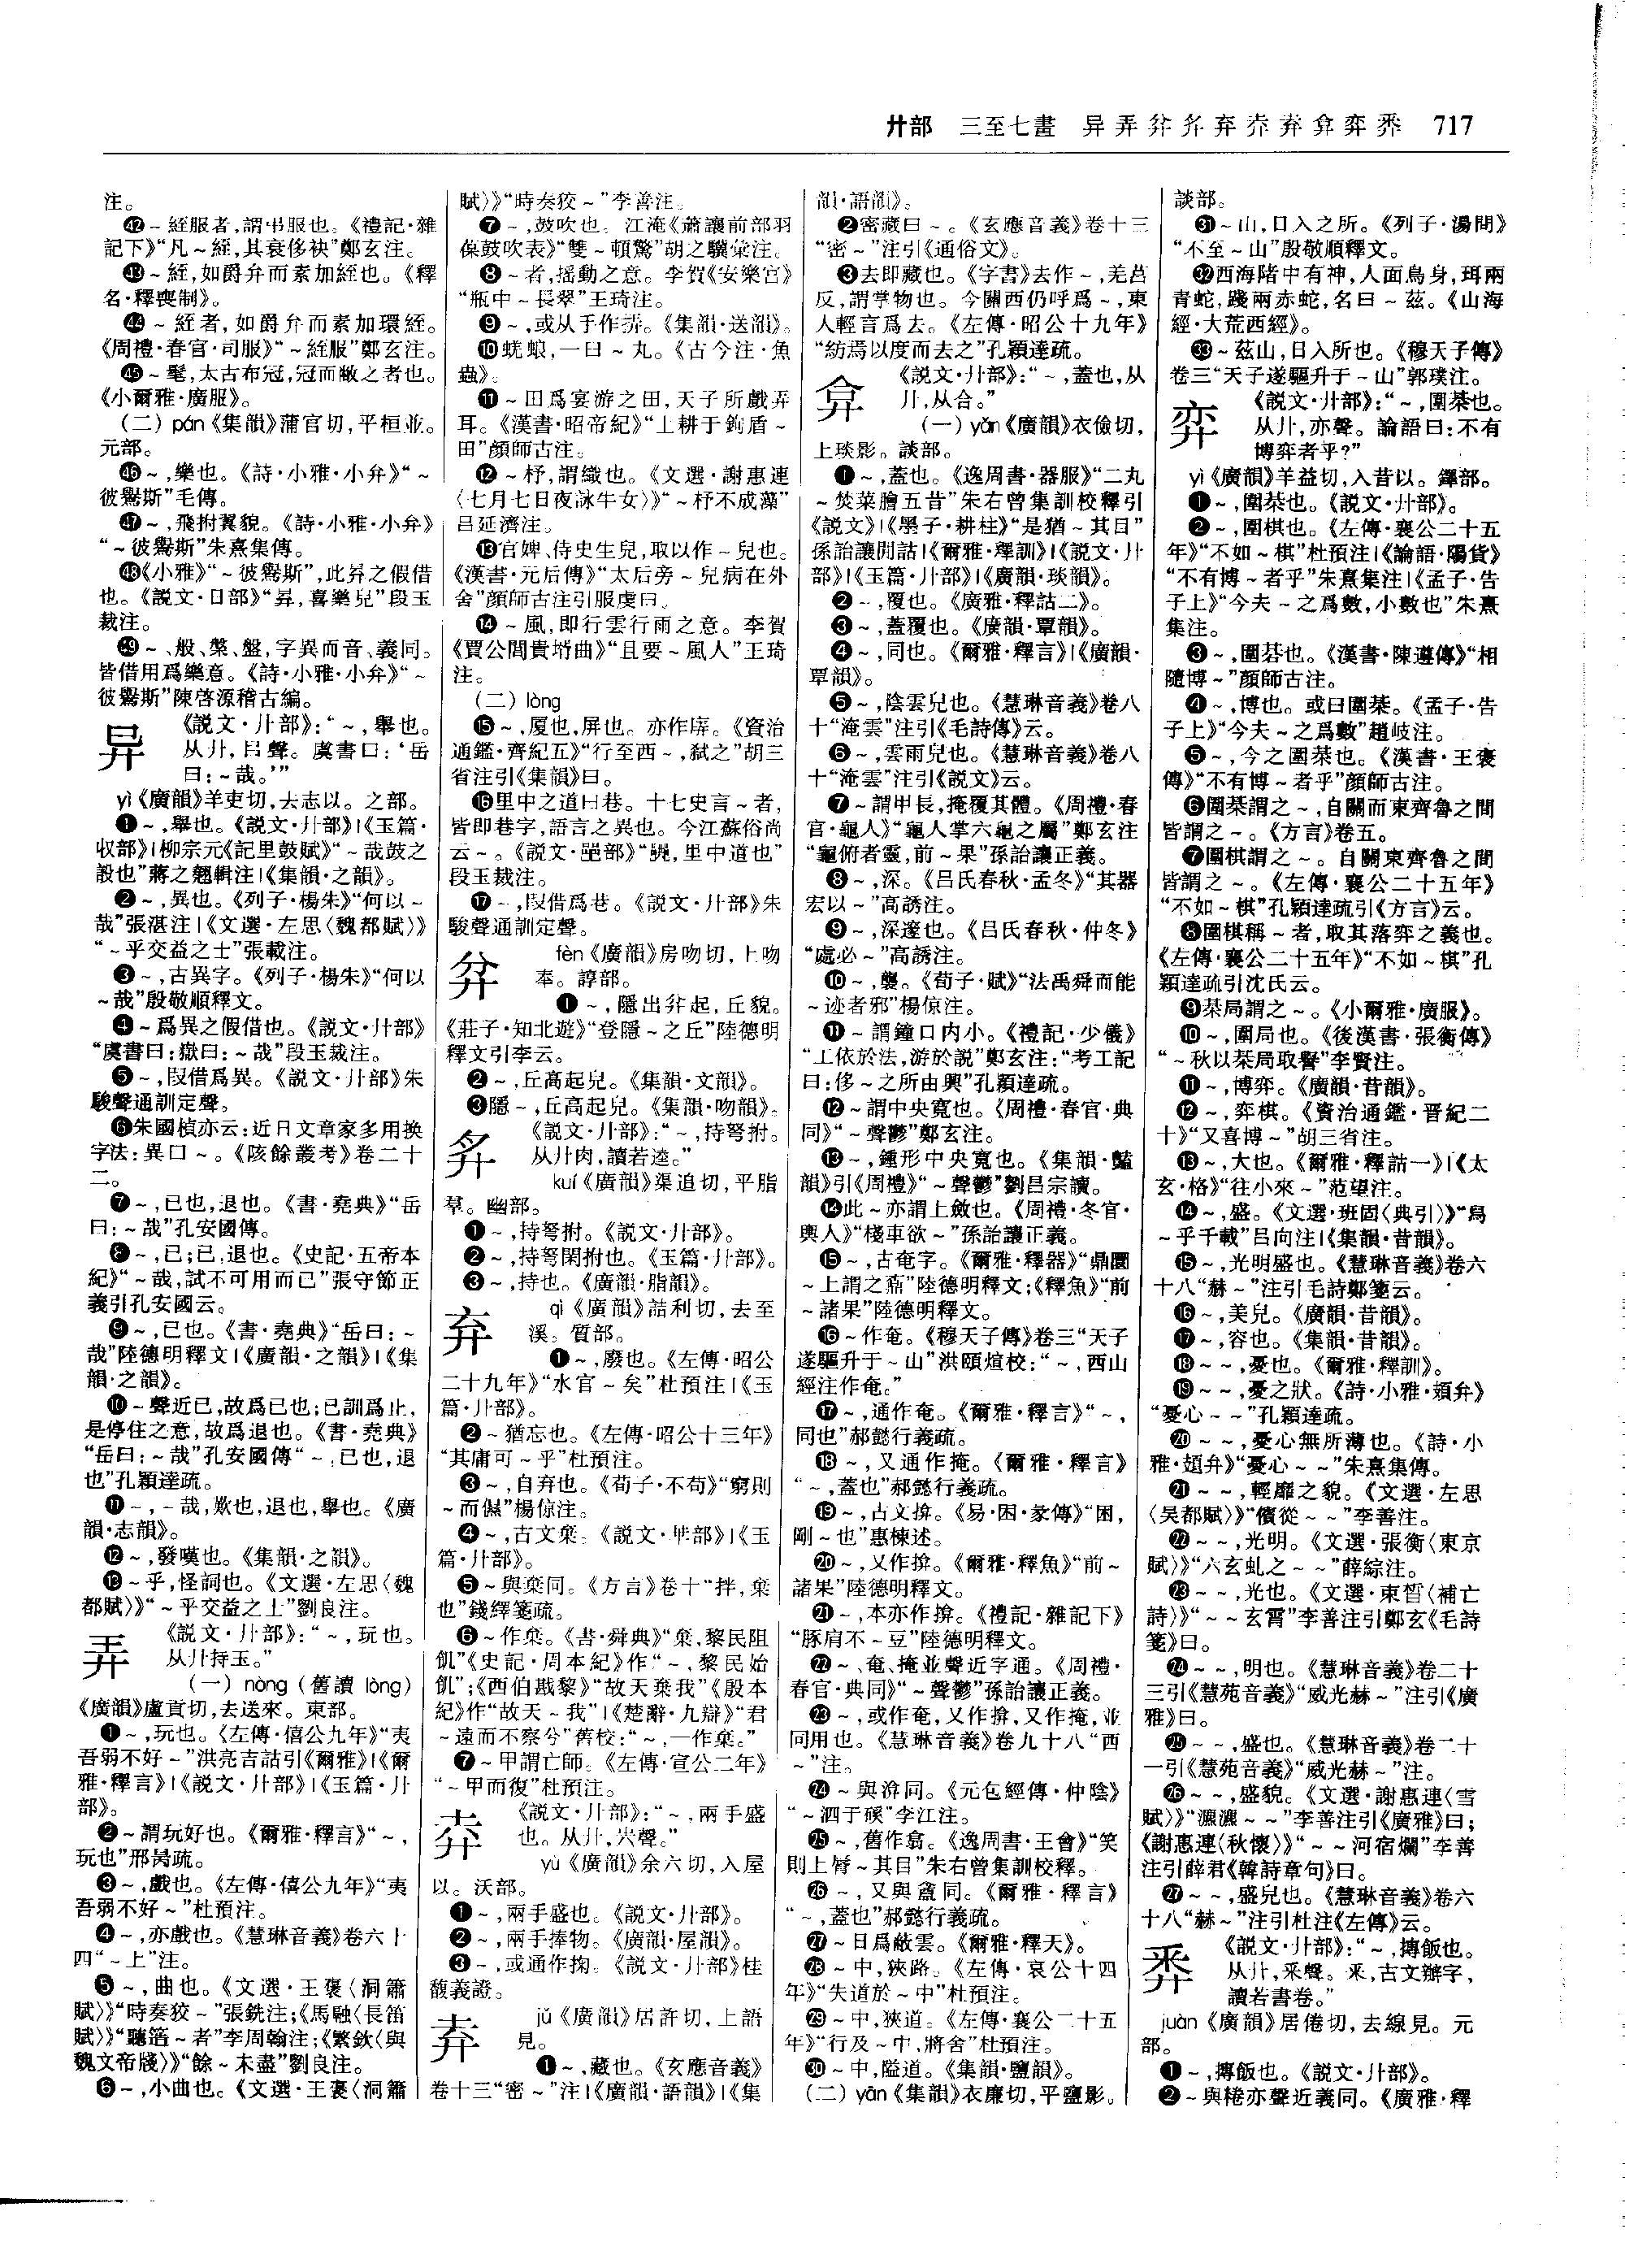 廾部　三至七畫　异弄弅𢌳弃𢌻弆弇弈𢍏　717
注。
㊷～絰服者，謂弔服也。《禮記·雜
記下》“凡～絰，其衰侈袂”鄭玄注。
㊸～絰，如爵弁而素加絰也。《釋
名·釋喪制》。
㊹～絰者，如爵弁而素加環絰。
《周禮·春官·司服》“～絰服”鄭玄注。
㊺～髦，太古布冠，冠而敝之者也。
《小爾雅·廣服》。
（二）pán《集韻》蒲官切，平桓並。
元部。
㊻～，樂也。《詩·小雅·小弁》“～
彼鸒斯”毛傳。
㊼～，飛拊翼貌。《詩·小雅·小弁》
“～彼鸒斯”朱熹集傳。
㊽《小雅》“～彼鸒斯”，此昪之假借
也。《説文·日部》“昪，喜樂皃”段玉
裁注。
㊾～、般、槃、盤，字異而音、義同。
皆借用爲樂意。《詩·小雅·小弁》“～
彼鸒斯”陳啓源稽古編。
异
《説文·廾部》：“～，舉也。
从廾，㠯聲。虞書曰：‘岳
曰：～哉。’”
yì《廣韻》羊吏切，去志以。之部。
❶～，舉也。《説文·廾部》|《玉篇·
収部》|柳宗元《記里鼓賦》“～哉鼓之
設也”蔣之翹輯注|《集韻·之韻》。
❷～，異也。《列子·楊朱》“何以～
哉”張湛注|《文選·左思〈魏都賦〉》
“～乎交益之士”張載注。
❸～，古異字。《列子·楊朱》“何以
～哉”殷敬順釋文。
❹～爲異之假借也。《説文·廾部》
“虞書曰：嶽曰：～哉”段玉裁注。
❺～，叚借爲異。《説文·廾部》朱
駿聲通訓定聲。
❻朱國楨亦云：近日文章家多用换
字法：異曰～。《陔餘叢考》卷二十
二。
❼～，已也，退也。《書·堯典》“岳
曰：～哉”孔安國傳。
❽～，已；已，退也。《史記·五帝本
紀》“～哉，試不可用而已”張守節正
義引孔安國云。
❾～，已也。《書·堯典》“岳曰：～
哉”陸德明釋文|《廣韻·之韻》|《集
韻·之韻》。
❿～聲近已，故爲已也；已訓爲止，
是停住之意，故爲退也。《書·堯典》
“岳曰：～哉”孔安國傳“～，已也，退
也”孔穎達疏。
⓫～，～哉，歎也，退也，舉也。《廣
韻·志韻》。
⓬～，發嘆也。《集韻·之韻》。
⓭～乎，怪詞也。《文選·左思〈魏
都賦〉》“～乎交益之士”劉良注。
弄
《説文·廾部》：“～，玩也。
从廾持玉。”
（一）nòng（舊讀 lòng）
《廣韻》盧貢切，去送來。東部。
❶～，玩也。《左傳·僖公九年》“夷
吾弱不好～”洪亮吉詁引《爾雅》|《爾
雅·釋言》|《説文·廾部》|《玉篇·廾
部》。
❷～謂玩好也。《爾雅·釋言》“～，
玩也”邢昺疏。
❸～，戲也。《左傳·僖公九年》“夷
吾弱不好～”杜預注。
❹～，亦戲也。《慧琳音義》卷六十
四“～上”注。
❺～，曲也。《文選·王褒〈洞簫
賦〉》“時奏狡～”張銑注；《馬融〈長笛
賦〉》“聽簉～者”李周翰注；《繁欽〈與
魏文帝牋〉》“餘～未盡”劉良注。
❻～，小曲也。《文選·王褒〈洞簫
賦〉》“時奏狡～”李善注。
❼～，鼓吹也。江淹《蕭讓前部羽
葆鼓吹表》“雙～頓驚”胡之驥彙注。
❽～者，摇動之意。李賀《安樂宫》
“瓶中～長翠”王琦注。
❾～，或从手作挵。《集韻·送韻》。
❿蜣蜋，一曰～丸。《古今注·魚
蟲》。
⓫～田爲宴游之田，天子所戲弄
耳。《漢書·昭帝紀》“上耕于鉤盾～
田”顔師古注。
⓬～杼，謂織也。《文選·謝惠連
〈七月七日夜詠牛女〉》“～杼不成藻”
吕延濟注。
⓭官婢、侍史生兒，取以作～兒也。
《漢書·元后傳》“太后旁～兒病在外
舍”顔師古注引服虔曰。
⓮～風，即行雲行雨之意。李賀
《賈公閭貴壻曲》“且要～風人”王琦
注。
（二）lòng
⓯～，厦也，屏也。亦作㡣。《資治
通鑑·齊紀五》“行至西～，弒之”胡三
省注引《集韻》曰。
⓰里中之道曰巷。十七史言～者，
皆即巷字，語言之異也。今江蘇俗尚
云～。《説文·𨛜部》“𨞠，里中道也”
段玉裁注。
⓱～，叚借爲巷。《説文·廾部》朱
駿聲通訓定聲。
弅
fèn《廣韻》房吻切，上吻
奉。諄部。
❶～，隱出弅起，丘貌。
《莊子·知北遊》“登隱～之丘”陸德明
釋文引李云。
❷～，丘高起皃。《集韻·文韻》。
❸隱～，丘高起皃。《集韻·吻韻》。
𢌳
《説文·廾部》：“～，持弩拊。
从廾肉，讀若逵。”
kuí《廣韻》渠追切，平脂
羣。幽部。
❶～，持弩拊。《説文·廾部》。
❷～，持弩関拊也。《玉篇·廾部》。
❸～，持也。《廣韻·脂韻》。
弃
qì《廣韻》詰利切，去至
溪。質部。
❶～，廢也。《左傳·昭公
二十九年》“水官～矣”杜預注|《玉
篇·廾部》。
❷～猶忘也。《左傳·昭公十三年》
“其庸可～乎”杜預注。
❸～，自弃也。《荀子·不苟》“窮則
～而儑”楊倞注。
❹～，古文棄。《説文·𠦒部》|《玉
篇·廾部》。
❺～與棄同。《方言》卷十“拌，棄
也”錢繹箋疏。
❻～作棄。《書·舜典》“棄，黎民阻
飢”《史記·周本紀》作“～，黎民始
飢”；《西伯戡黎》“故天棄我”《殷本
紀》作“故天～我”|《楚辭·九辯》“君
～遠而不察兮”舊校：“～，一作棄。”
❼～甲謂亡師。《左傳·宣公二年》
“～甲而復”杜預注。
𢌻
《説文·廾部》：“～，兩手盛
也。从廾，𡴆聲。”
yù《廣韻》余六切，入屋
以。沃部。
❶～，兩手盛也。《説文·廾部》。
❷～，兩手捧物。《廣韻·屋韻》。
❸～，或通作掬。《説文·廾部》桂
馥義證。
弆
jǔ《廣韻》居許切，上語
見。
❶～，藏也。《玄應音義》
卷十三“密～”注|《廣韻·語韻》|《集
韻·語韻》。
❷密藏曰～。《玄應音義》卷十三
“密～”注引《通俗文》。
❸去即藏也。《字書》去作～，羌莒
反，謂掌物也。今關西仍呼爲～，東
人輕言爲去。《左傳·昭公十九年》
“紡焉以度而去之”孔穎達疏。
弇
《説文·廾部》：“～，蓋也，从
廾，从合。”
（一）yǎn《廣韻》衣儉切，
上琰影。談部。
❶～，蓋也。《逸周書·器服》“二丸
～焚菜膾五昔”朱右曾集訓校釋引
《説文》|《墨子·耕柱》“是猶～其目”
孫詒讓閒詁|《爾雅·釋訓》|《説文·廾
部》|《玉篇·廾部》|《廣韻·琰韻》。
❷～，覆也。《廣雅·釋詁二》。
❸～，蓋覆也。《廣韻·覃韻》。
❹～，同也。《爾雅·釋言》|《廣韻·
覃韻》。
❺～，陰雲皃也。《慧琳音義》卷八
十“淹雲”注引《毛詩傳》云。
❻～，雲雨皃也。《慧琳音義》卷八
十“淹雲”注引《説文》云。
❼～謂甲長，掩覆其體。《周禮·春
官·龜人》“龜人掌六龜之屬”鄭玄注
“龜俯者靈，前～果”孫詒讓正義。
❽～，深。《吕氏春秋·孟冬》“其器
宏以～”高誘注。
❾～，深邃也。《吕氏春秋·仲冬》
“處必～”高誘注。
❿～，襲。《荀子·賦》“法禹舜而能
～迹者邪”楊倞注。
⓫～謂鐘口内小。《禮記·少儀》
“工依於法，游於説”鄭玄注：“考工記
曰：侈～之所由興”孔穎達疏。
⓬～謂中央寬也。《周禮·春官·典
同》“～聲鬱”鄭玄注。
⓭～，鍾形中央寬也。《集韻·豔
韻》引《周禮》“～聲鬱”劉吕宗讀。
⓮此～亦謂上斂也。《周禮·冬官·
輿人》“棧車欲～”孫詒讓正義。
⓯～，古奄字。《爾雅·釋器》“鼎圜
～上謂之鼒”陸德明釋文；《釋魚》“前
～諸果”陸德明釋文。
⓰～作奄。《穆天子傳》卷三“天子
遂驅升于～山”洪頤煊校：“～，西山
經注作奄。”
⓱～，通作奄。《爾雅·釋言》“～，
同也”郝懿行義疏。
⓲～，又通作掩。《爾雅·釋言》
“～，蓋也”郝懿行義疏。
⓳～，古文揜。《易·困·彖傳》“困，
剛～也”惠棟述。
⓴～，又作揜。《爾雅·釋魚》“前～
諸果”陸德明釋文。
㉑～，本亦作揜。《禮記·雜記下》
“豚肩不～豆”陸德明釋文。
㉒～、奄、掩並聲近字通。《周禮·
春官·典同》“～聲鬱”孫詒讓正義。
㉓～，或作奄，又作揜，又作掩，並
同用也。《慧琳音義》卷九十八“西
～”注。
㉔～與渰同。《元包經傳·仲陰》
“～泗于㷞”李江注。
㉕～，舊作翕。《逸周書·王會》“笑
則上脣～其目”朱右曾集訓校釋。
㉖～，又與盦同。《爾雅·釋言》
“～，蓋也”郝懿行義疏。
㉗～日爲蔽雲。《爾雅·釋天》。
㉘～中，狹路。《左傳·哀公十四
年》“失道於～中”杜預注。
㉙～中，狹道。《左傳·襄公二十五
年》“行及～中，將舍”杜預注。
㉚～中，隘道。《集韻·鹽韻》。
（二）yān《集韻》衣廉切，平鹽影。
談部。
㉛～山，日入之所。《列子·湯問》
“不至～山”殷敬順釋文。
㉜西海陼中有神，人面鳥身，珥兩
青蛇，踐兩赤蛇，名曰～茲。《山海
經·大荒西經》。
㉝～茲山，日入所也。《穆天子傳》
卷三“天子遂驅升于～山”郭璞注。
弈
《説文·廾部》：“～，圍棊也。
从廾，亦聲。論語曰：不有
博弈者乎？”
yì《廣韻》羊益切，入昔以。鐸部。
❶～，圍棊也。《説文·廾部》。
❷～，圍棋也。《左傳·襄公二十五
年》“不如～棋”杜預注|《論語·陽貨》
“不有博～者乎”朱熹集注|《孟子·告
子上》“今夫～之爲數，小數也”朱熹
集注。
❸～，圍碁也。《漢書·陳遵傳》“相
隨博～”顔師古注。
❹～，博也。或曰圍棊。《孟子·告
子上》“今夫～之爲數”趙岐注。
❺～，今之圍棊也。《漢書·王褒
傳》“不有博～者乎”顔師古注。
❻圍棊謂之～，自關而東齊魯之間
皆謂之～。《方言》卷五。
❼圍棋謂之～。自關東齊魯之間
皆謂之～。《左傳·襄公二十五年》
“不如～棋”孔穎達疏引《方言》云。
❽圍棋稱～者，取其落弈之義也。
《左傳·襄公二十五年》“不如～棋”孔
穎達疏引沈氏云。
❾棊局謂之～。《小爾雅·廣服》。
❿～，圍局也。《後漢書·張衡傳》
“～秋以棊局取譽”李賢注。
⓫～，博弈。《廣韻·昔韻》。
⓬～，弈棋。《資治通鑑·晋紀二
十》“又喜博～”胡三省注。
⓭～，大也。《爾雅·釋詁一》|《太
玄·格》“往小來～”范望注。
⓮～，盛。《文選·班固〈典引〉》“舄
～乎千載”吕向注|《集韻·昔韻》。
⓯～，光明盛也。《慧琳音義》卷六
十八“赫～”注引毛詩鄭箋云。
⓰～，美皃。《廣韻·昔韻》。
⓱～，容也。《集韻·昔韻》。
⓲～～，憂也。《爾雅·釋訓》。
⓳～～，憂之狀。《詩·小雅·頍弁》
“憂心～～”孔穎達疏。
⓴～～，憂心無所薄也。《詩·小
雅·頍弁》“憂心～～”朱熹集傳。
㉑～～，輕靡之貌。《文選·左思
〈吴都賦〉》“儐從～～”李善注。
㉒～～，光明。《文選·張衡〈東京
賦〉》“六玄虬之～～”薛綜注。
㉓～～，光也。《文選·束晳〈補亡
詩〉》“～～玄霄”李善注引鄭玄《毛詩
箋》曰。
㉔～～，明也。《慧琳音義》卷二十
三引《慧苑音義》“威光赫～”注引《廣
雅》曰。
㉕～～，盛也。《慧琳音義》卷二十
一引《慧苑音義》“威光赫～”注。
㉖～～，盛貌。《文選·謝惠連〈雪
賦〉》“瀌瀌～～”李善注引《廣雅》曰；
《謝惠連〈秋懷〉》“～～河宿爛”李善
注引薛君《韓詩章句》曰。
㉗～～，盛皃也。《慧琳音義》卷六
十八“赫～”注引杜注《左傳》云。
𢍏
《説文·廾部》：“～，摶飯也。
从廾，釆聲。釆，古文辧字，
讀若書卷。”
juàn《廣韻》居倦切，去線見。元
部。
❶～，摶飯也。《説文·廾部》。
❷～與棬亦聲近義同。《廣雅·釋